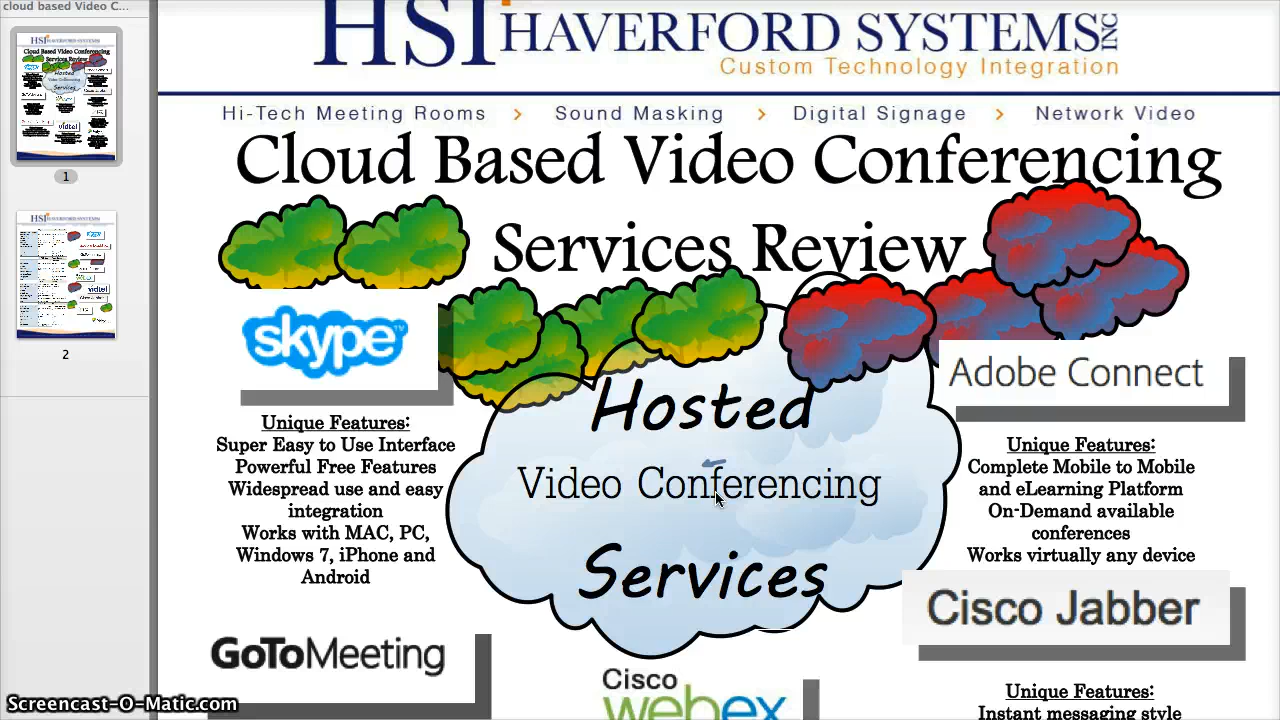 cloud based Video C...
HSI HAVERFORD SYSTEMS INC
Custom Technology Integration
Hi-Tech Meeting Rooms > Sound Masking > Digital Signage > Network Video
Cloud Based Video Conferencing
Services Review
skype TM
Unique Features:
Super Easy to Use Interface
Powerful Free Features
Widespread use and easy
integration
Works with MAC, PC,
Windows 7, iPhone and
Android
Hosted
Video Conferencing
Services
Adobe Connect
Unique Features:
Complete Mobile to Mobile
and eLearning Platform
On-Demand available
conferences
Works virtually any device
Cisco Jabber
Unique Features:
Instant messaging style
GoToMeeting
Cisco
webex
1
2
Screencast-O-Matic.com